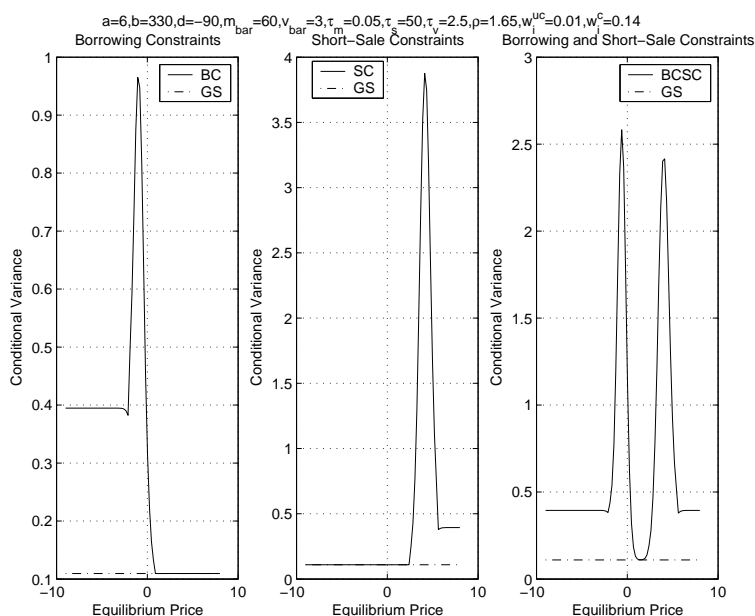 a=6,b=330,d=−90,m_bar=60,v_bar=3,τ_m=0.05,τ_s=50,τ_v=2.5,ρ=1.65,w_i^uc=0.01,w_i^c=0.14
Borrowing Constraints
BC
GS
1
0.9
0.8
0.7
0.6
0.5
0.4
0.3
0.2
0.1
Conditional Variance
−10 0 10
Equilibrium Price
Short−Sale Constraints
SC
GS
4
3.5
3
2.5
2
1.5
1
0.5
0
Conditional Variance
−10 0 10
Equilibrium Price
Borrowing and Short−Sale Constraints
BCSC
GS
3
2.5
2
1.5
1
0.5
0
Conditional Variance
−10 0 10
Equilibrium Price